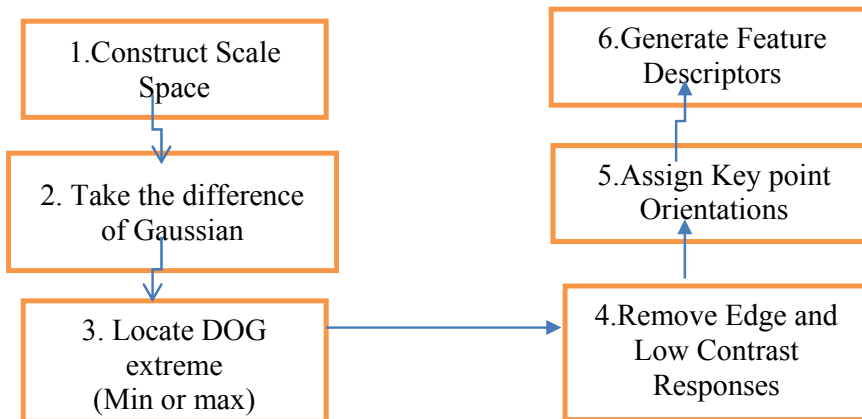 1.Construct Scale
Space
2. Take the difference
of Gaussian
3. Locate DOG
extreme
(Min or max)
4.Remove Edge and
Low Contrast
Responses
5.Assign Key point
Orientations
6.Generate Feature
Descriptors